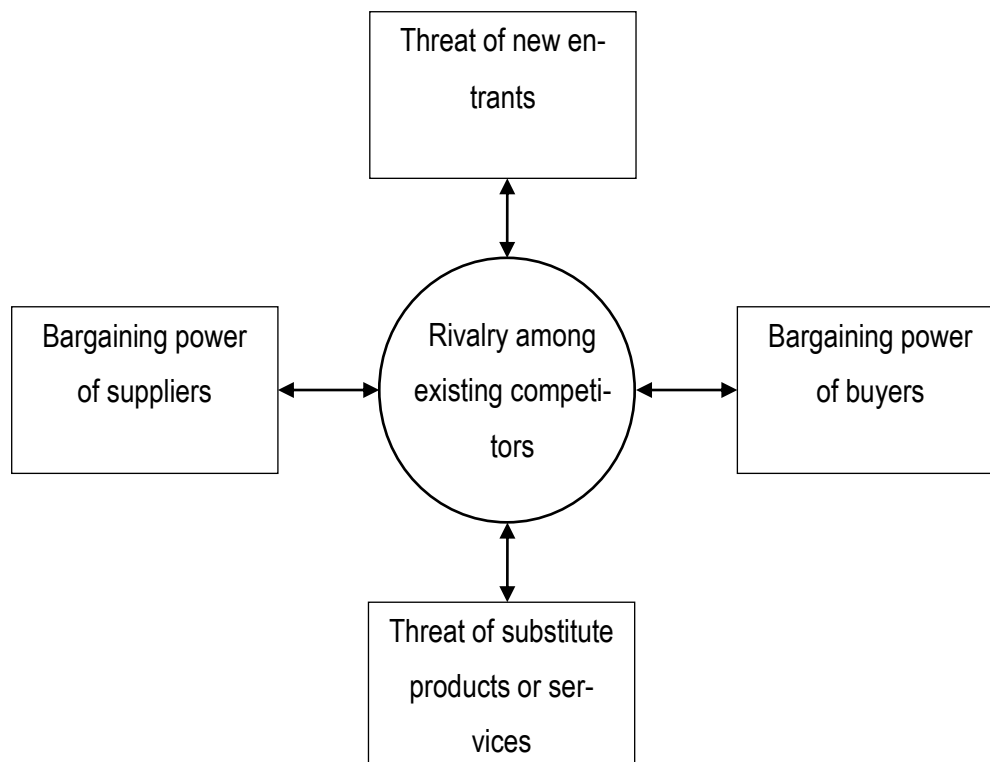 Threat of new en-
trants
Bargaining power
of suppliers
Rivalry among
existing competi-
tors
Bargaining power
of buyers
Threat of substitute
products or ser-
vices